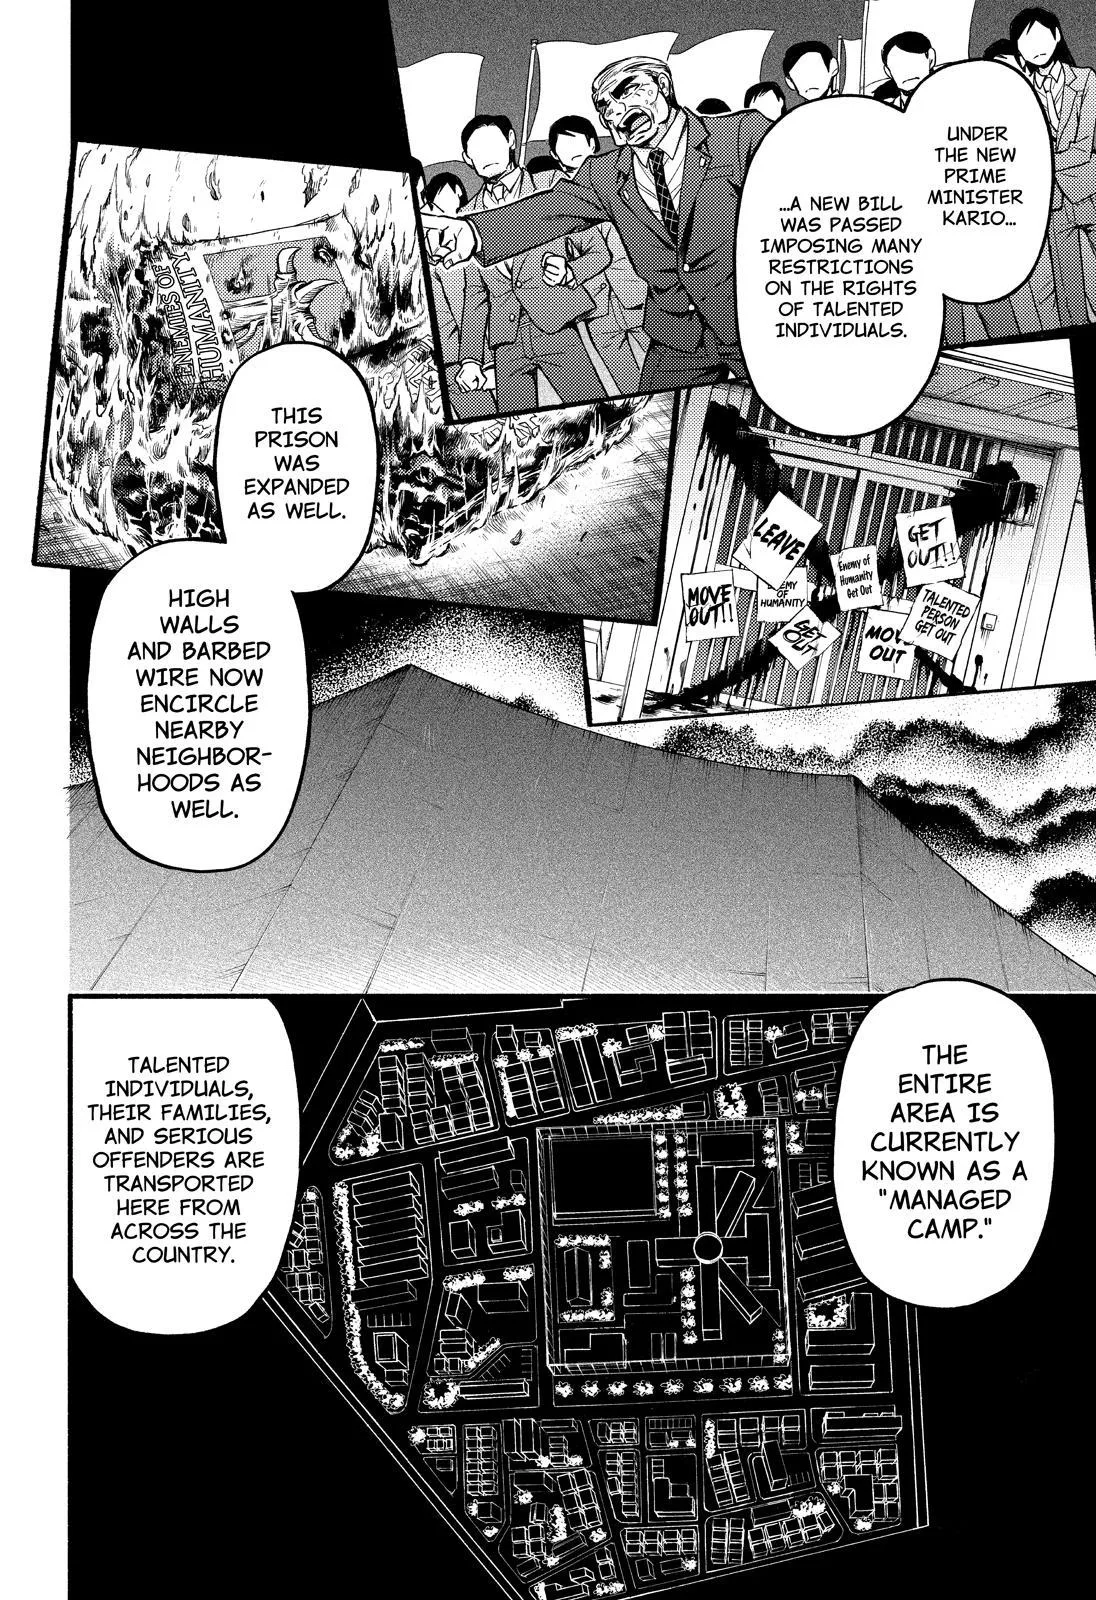 UNDER
THE NEW
PRIME
MINISTER
KARIO...
...A NEW BILL
WAS PASSED
IMPOSING MANY
RESTRICTIONS
ON THE RIGHTS
OF TALENTED
INDIVIDUALS.
ENEMIES OF
HUMANITY
LEAVE
GET
OUT!!
MOVE
OUT!!
ENEMY
OF
HUMANITY
Enemy of
Humanity
Get Out
TALENTED
PERSON
GET OUT
GET
OUT
MOVE
OUT
THIS
PRISON
WAS
EXPANDED
AS WELL.
HIGH
WALLS
AND BARBED
WIRE NOW
ENCIRCLE
NEARBY
NEIGHBOR-
HOODS AS
WELL.
THE
ENTIRE
AREA IS
CURRENTLY
KNOWN AS A
"MANAGED
CAMP."
TALENTED
INDIVIDUALS,
THEIR FAMILIES,
AND SERIOUS
OFFENDERS ARE
TRANSPORTED
HERE FROM
ACROSS THE
COUNTRY.